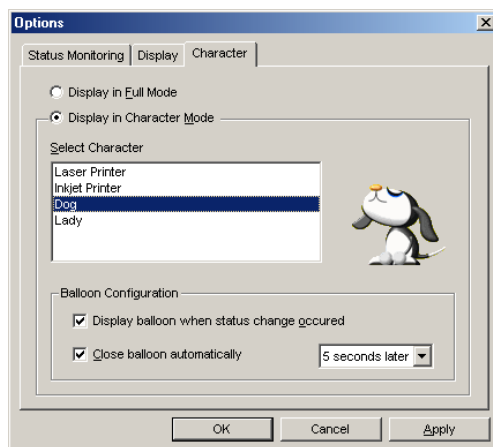 Options
Status Monitoring Display Character
Display in Full Mode
Display in Character Mode
Select Character
Laser Printer
Inkjet Printer
Dog
Lady
Balloon Configuration
Display balloon when status change occured
Close balloon automatically 5 seconds later
OK Cancel Apply